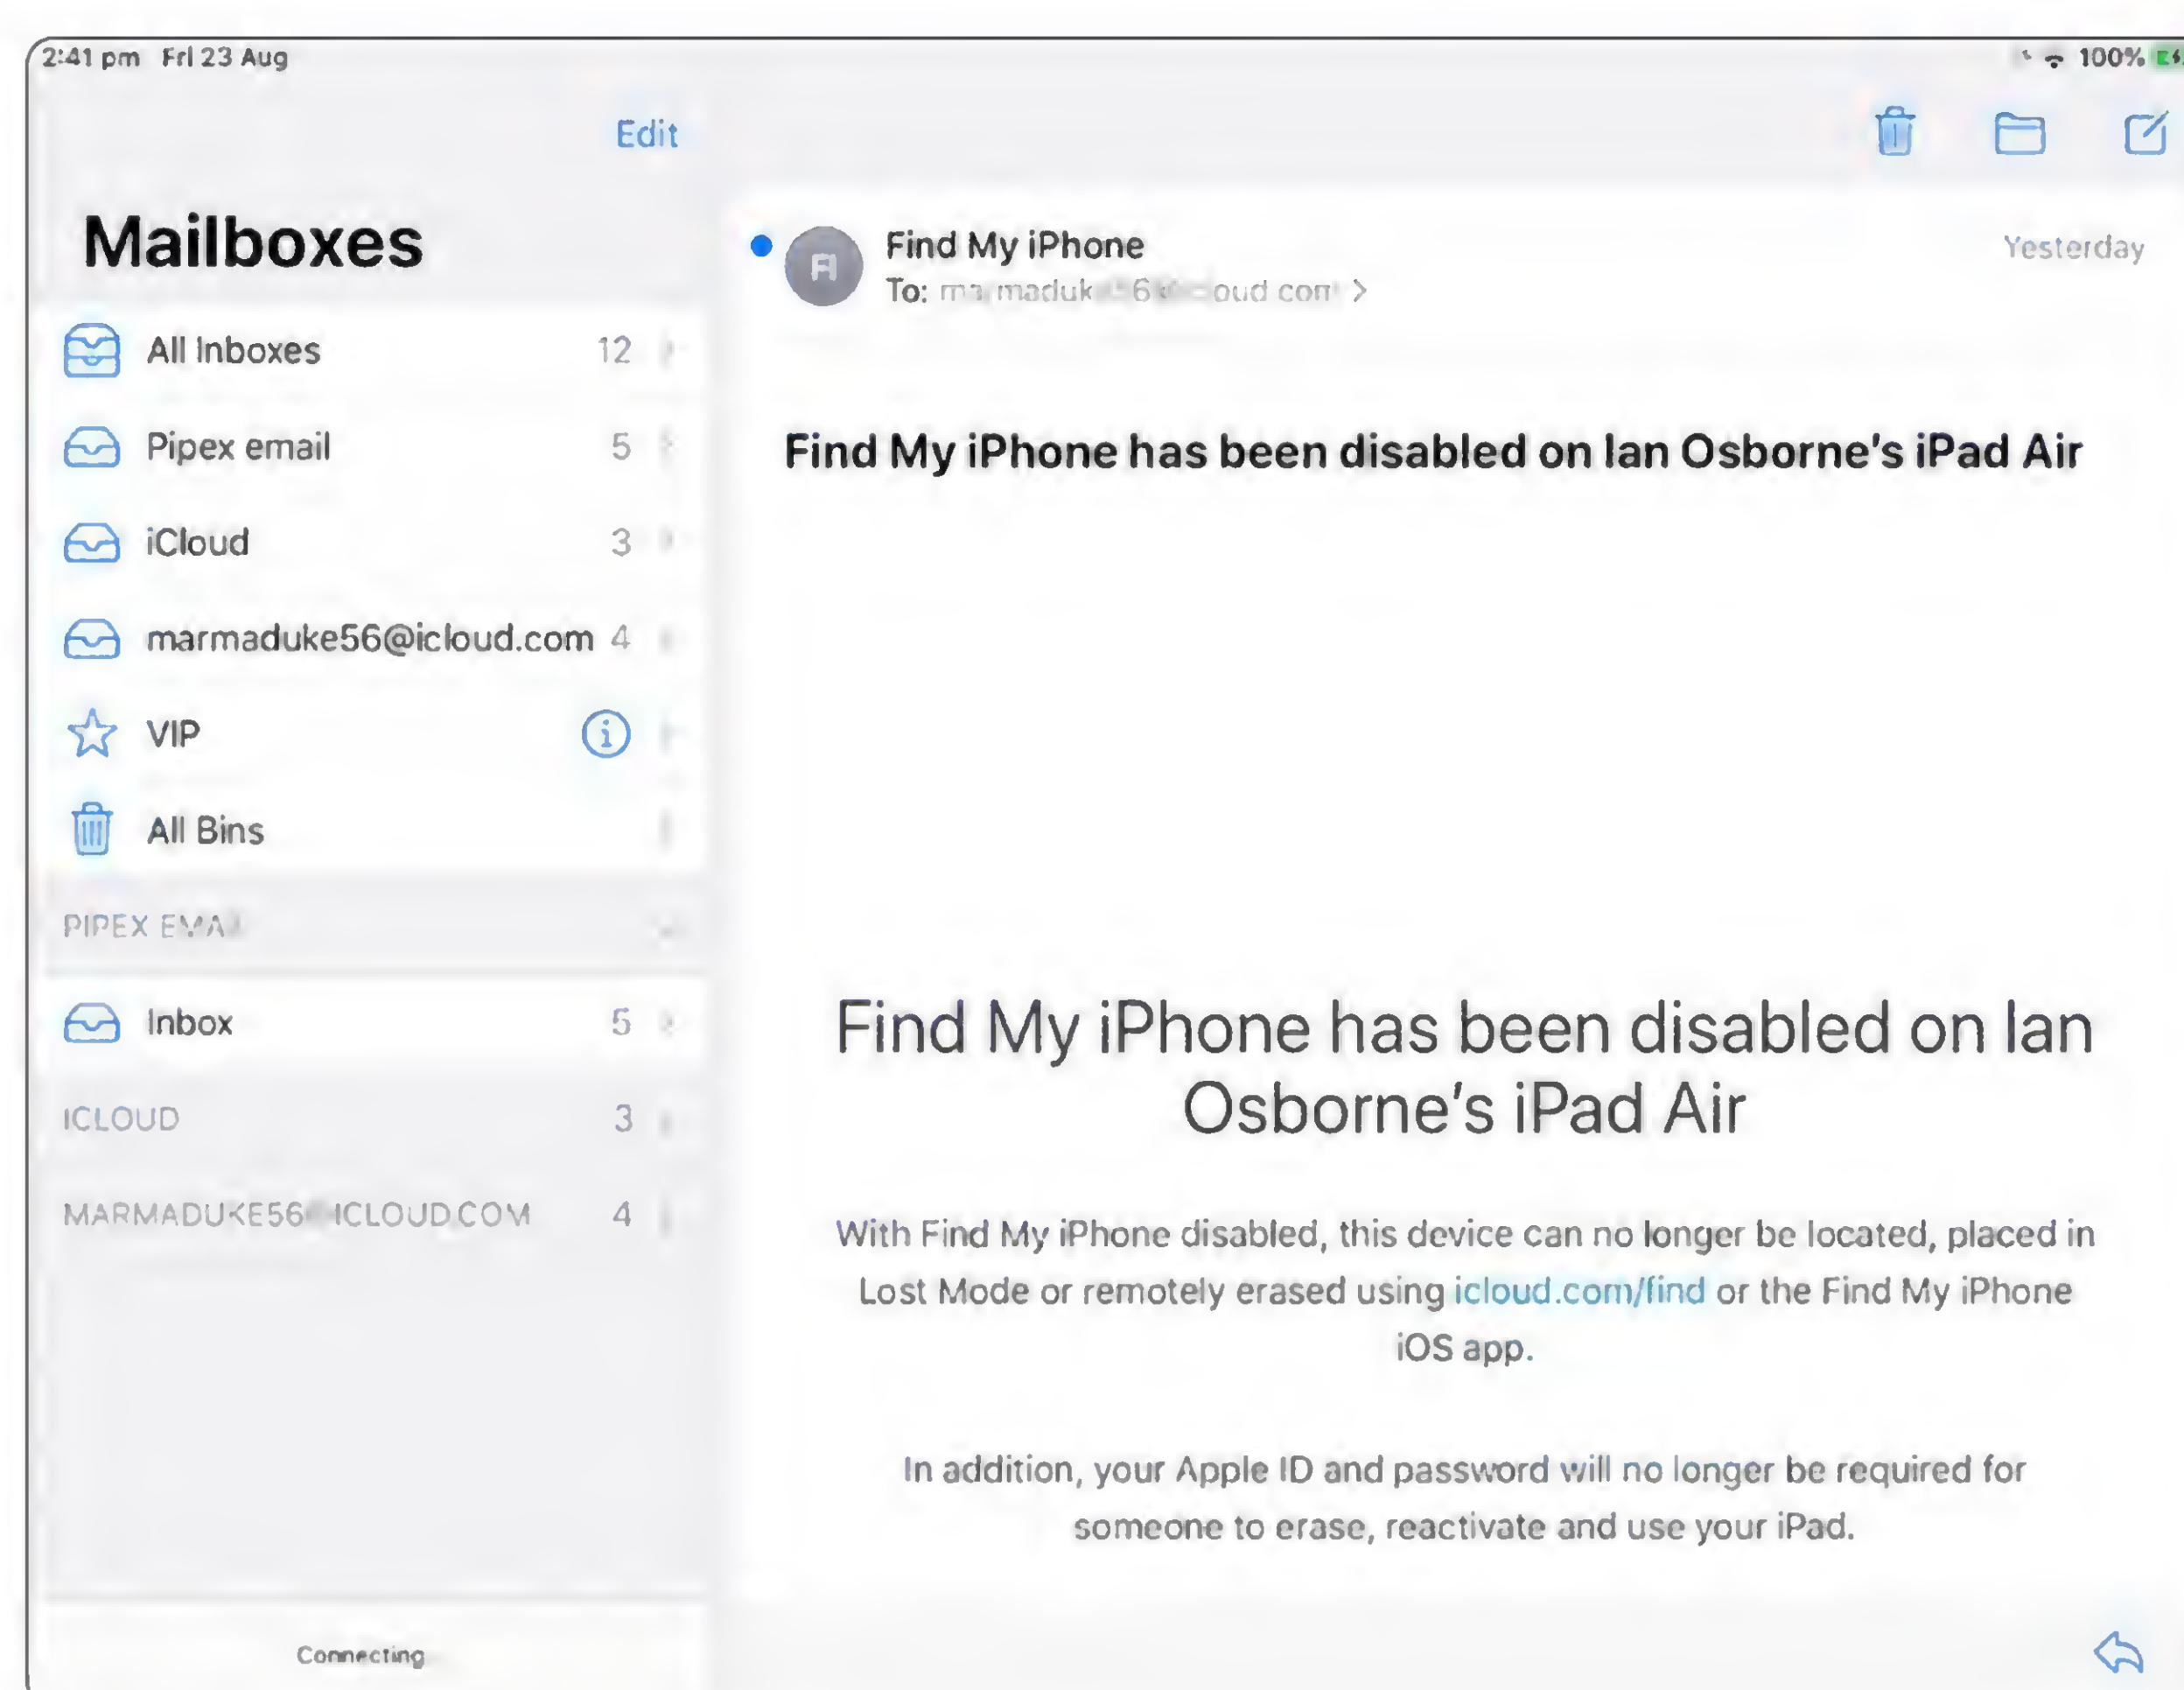 2:41 pm Fri 23 Aug
100%
Edit
Mailboxes
All Inboxes 12
Pipex email 5
iCloud 3
marmaduke56@icloud.com 4
VIP
All Bins
PIPEX
Inbox 5
ICLOUD 3
4
Connecting
Find My iPhone Yesterday
To:
Find My iPhone has been disabled on Ian Osborne's iPad Air
Find My iPhone has been disabled on Ian
Osborne's iPad Air
With Find My iPhone disabled, this device can no longer be located, placed in
Lost Mode or remotely erased using icloud.com/find or the Find My iPhone
iOS app.
In addition, your Apple ID and password will no longer be required for
someone to erase, reactivate and use your iPad.